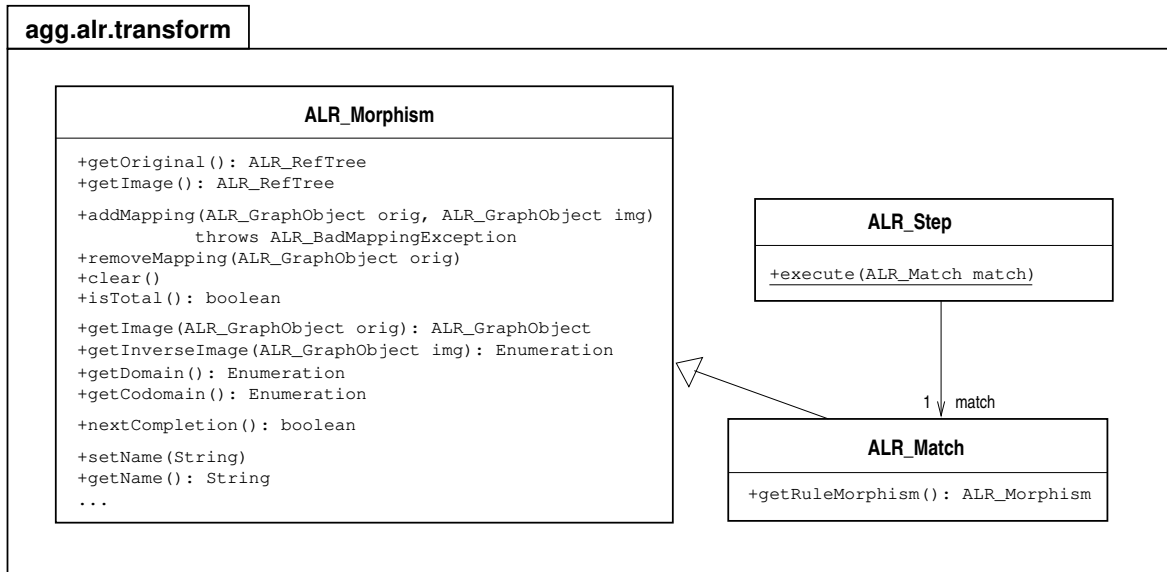 agg.alr.transform
ALR_Morphism
+getOriginal(): ALR_RefTree
+getImage(): ALR_RefTree
+addMapping(ALR_GraphObject orig, ALR_GraphObject img)
throws ALR_BadMappingException
+removeMapping(ALR_GraphObject orig)
+clear()
+isTotal(): boolean
+getImage(ALR_GraphObject orig): ALR_GraphObject
+getInverseImage(ALR_GraphObject img): Enumeration
+getDomain(): Enumeration
+getCodomain(): Enumeration
+nextCompletion(): boolean
+setName(String)
+getName(): String
...
ALR_Step
+execute(ALR_Match match)
1 match
ALR_Match
+getRuleMorphism(): ALR_Morphism